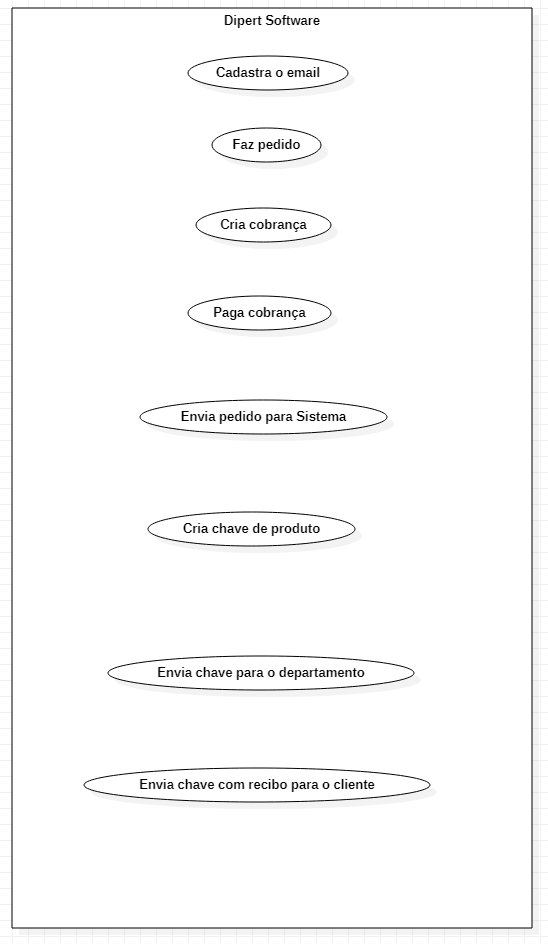 Dipert Software
Cadastra o email
Faz pedido
Cria cobrança
Paga cobrança
Envia pedido para Sistema
Cria chave de produto
Envia chave para o departamento
Envia chave com recibo para o cliente